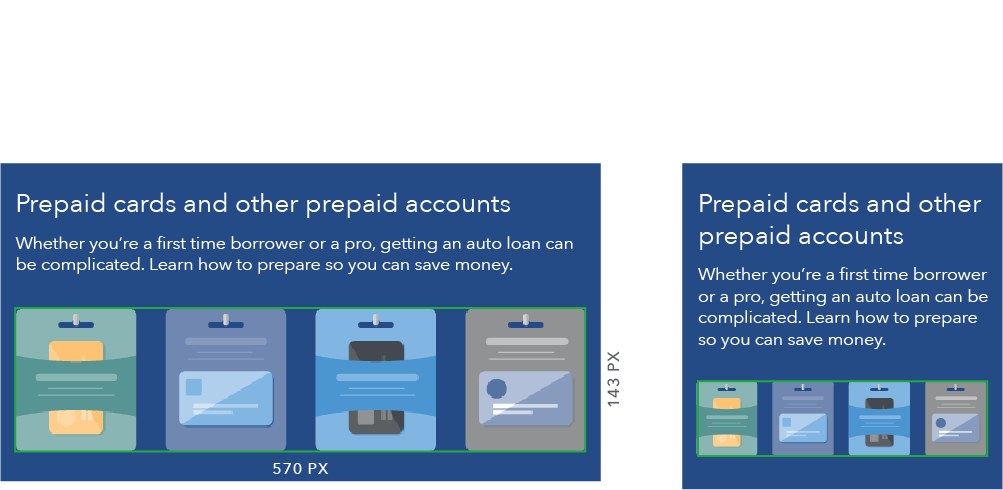 Prepaid cards and other prepaid accounts
Whether you’re a first time borrower or a pro, getting an auto loan can
be complicated. Learn how to prepare so you can save money.
143 PX
570 PX
Prepaid cards and other
prepaid accounts
Whether you’re a first time borrower
or a pro, getting an auto loan can be
complicated. Learn how to prepare
so you can save money.